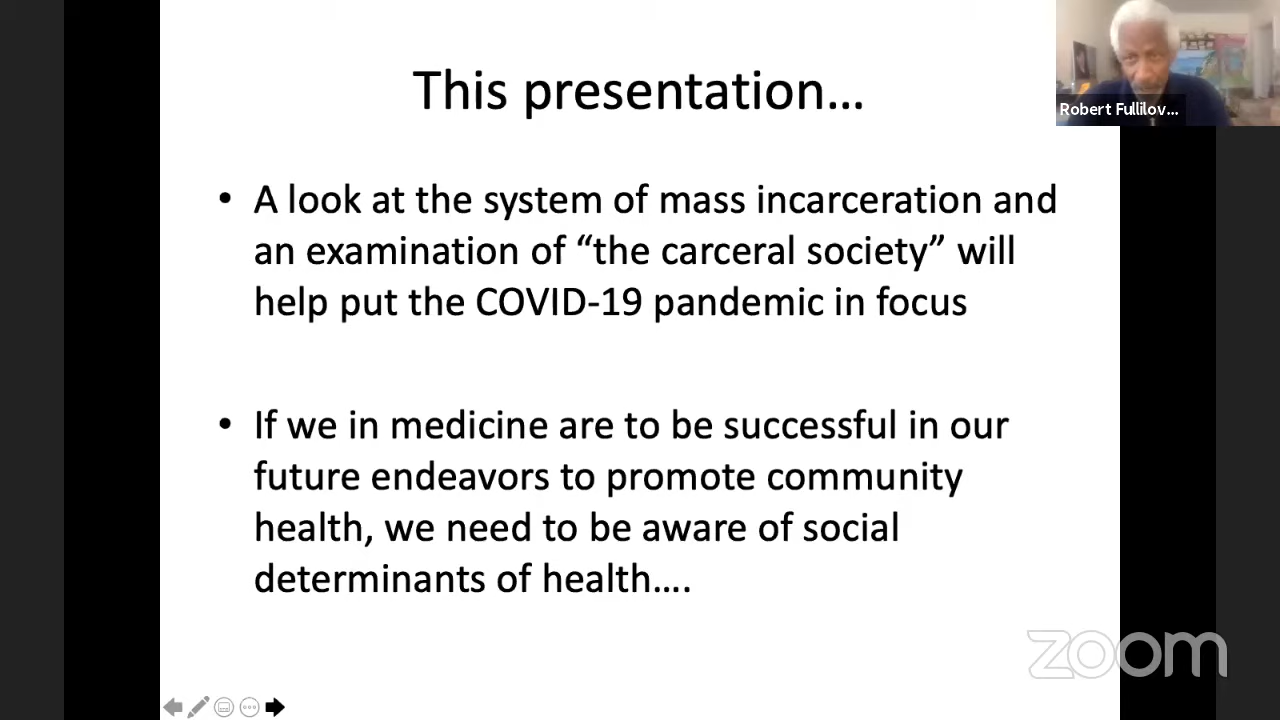 This presentation…
Robert Fullilov...
• A look at the system of mass incarceration and
an examination of “the carceral society” will
help put the COVID-19 pandemic in focus
• If we in medicine are to be successful in our
future endeavors to promote community
health, we need to be aware of social
determinants of health….
zoom